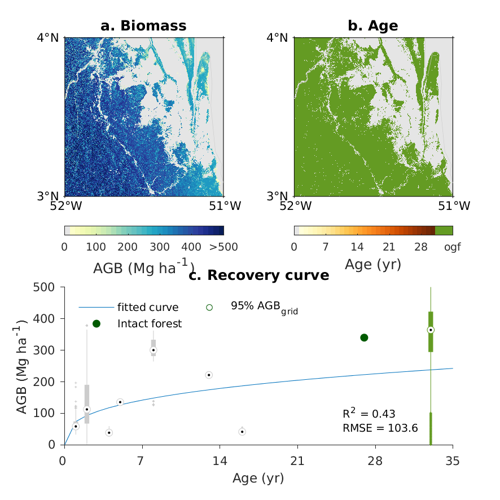 a. Biomass
b. Age
4°N
4°N
3°N
3°N
52°W
51°W
52°W
51°W
0 100 200 300 400 >500
0 7 14 21 28 ogf
AGB (Mg ha⁻¹)
Age (yr)
c. Recovery curve
500
400
300
200
100
0
AGB (Mg ha⁻¹)
fitted curve
95% AGB_grid
Intact forest
R² = 0.43
RMSE = 103.6
0 7 14 21 28 35
Age (yr)